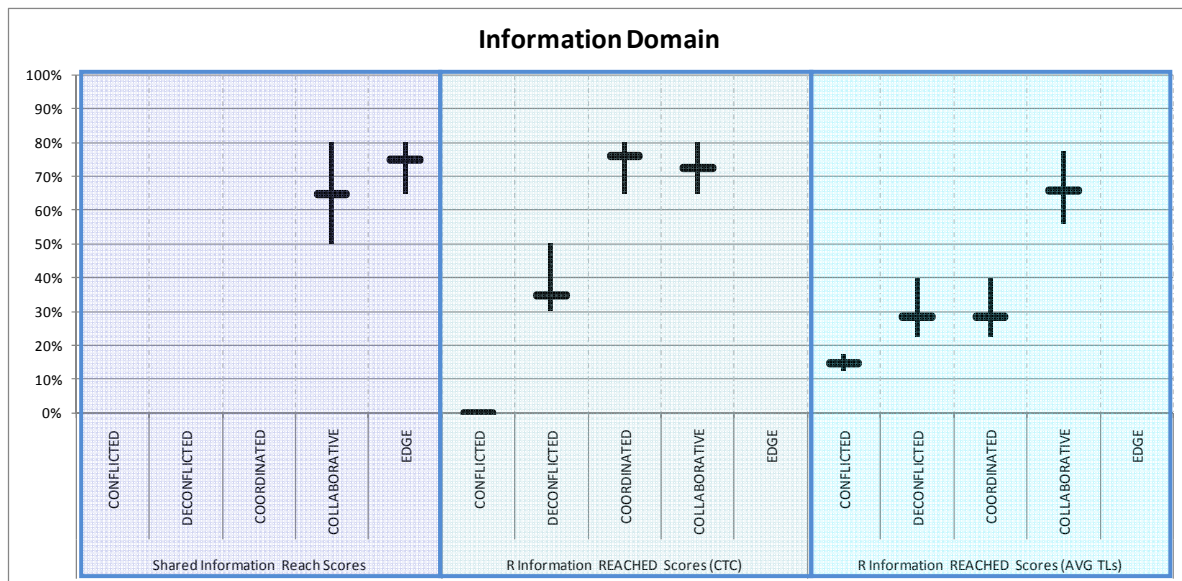 Information Domain
100%
90%
80%
70%
60%
50%
40%
30%
20%
10%
0%
CONFLICTED
DECONFLICTED
COORDINATED
COLLABORATIVE
EDGE
CONFLICTED
DECONFLICTED
COORDINATED
COLLABORATIVE
EDGE
CONFLICTED
DECONFLICTED
COORDINATED
COLLABORATIVE
EDGE
Shared Information Reach Scores
R Information REACHED Scores (CTC)
R Information REACHED Scores (AVG TLs)